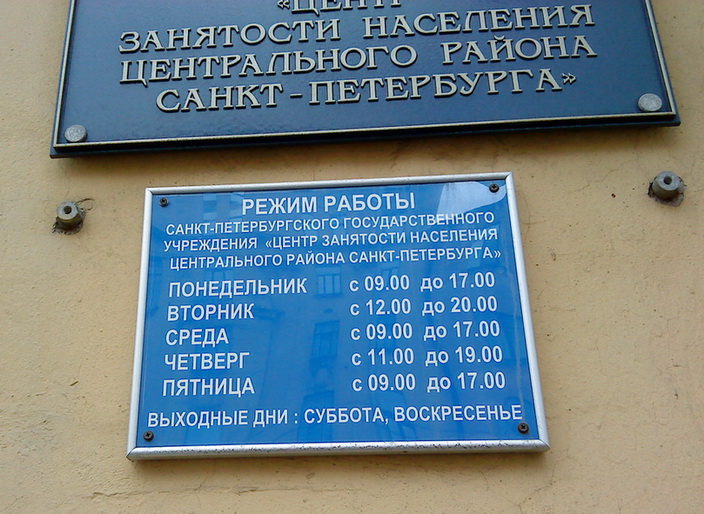 «ЦЕНТР
ЗАНЯТОСТИ НАСЕЛЕНИЯ
ЦЕНТРАЛЬНОГО РАЙОНА
САНКТ-ПЕТЕРБУРГА»
РЕЖИМ РАБОТЫ
САНКТ-ПЕТЕРБУРГСКОГО ГОСУДАРСТВЕННОГО
УЧРЕЖДЕНИЯ «ЦЕНТР ЗАНЯТОСТИ НАСЕЛЕНИЯ
ЦЕНТРАЛЬНОГО РАЙОНА САНКТ-ПЕТЕРБУРГА»
ПОНЕДЕЛЬНИК с 09.00 до 17.00
ВТОРНИК с 12.00 до 20.00
СРЕДА с 09.00 до 17.00
ЧЕТВЕРГ с 11.00 до 19.00
ПЯТНИЦА с 09.00 до 17.00
ВЫХОДНЫЕ ДНИ : СУББОТА, ВОСКРЕСЕНЬЕ